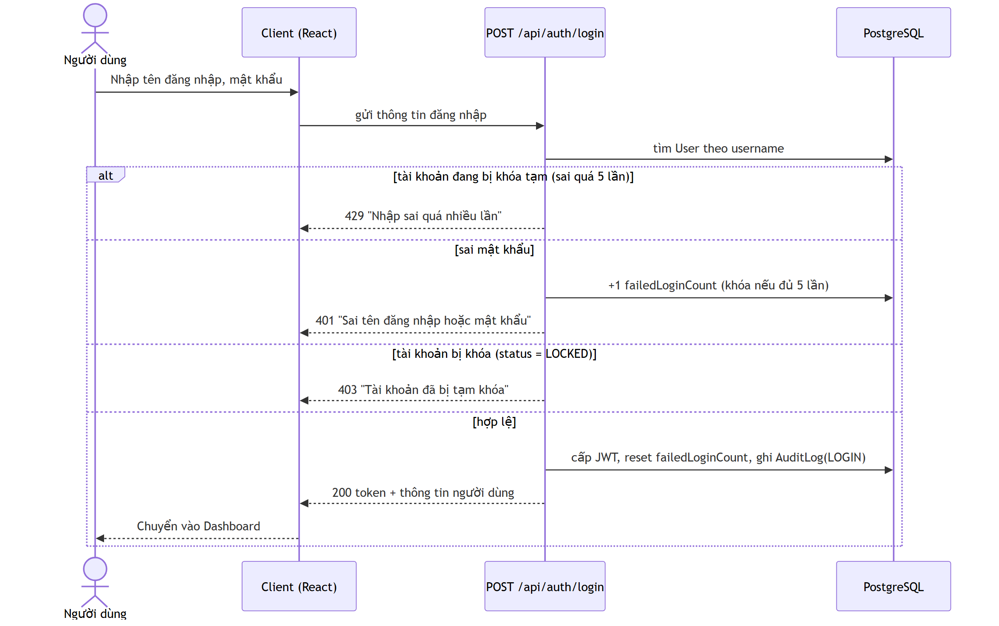 Người dùng
Client (React)
POST /api/auth/login
PostgreSQL
Nhập tên đăng nhập, mật khẩu
gửi thông tin đăng nhập
tìm User theo username
alt
[tài khoản đang bị khóa tạm (sai quá 5 lần)]
429 "Nhập sai quá nhiều lần"
[sai mật khẩu]
+1 failedLoginCount (khóa nếu đủ 5 lần)
401 "Sai tên đăng nhập hoặc mật khẩu"
[tài khoản bị khóa (status = LOCKED)]
403 "Tài khoản đã bị tạm khóa"
[hợp lệ]
cấp JWT, reset failedLoginCount, ghi AuditLog(LOGIN)
200 token + thông tin người dùng
Chuyển vào Dashboard
Người dùng
Client (React)
POST /api/auth/login
PostgreSQL